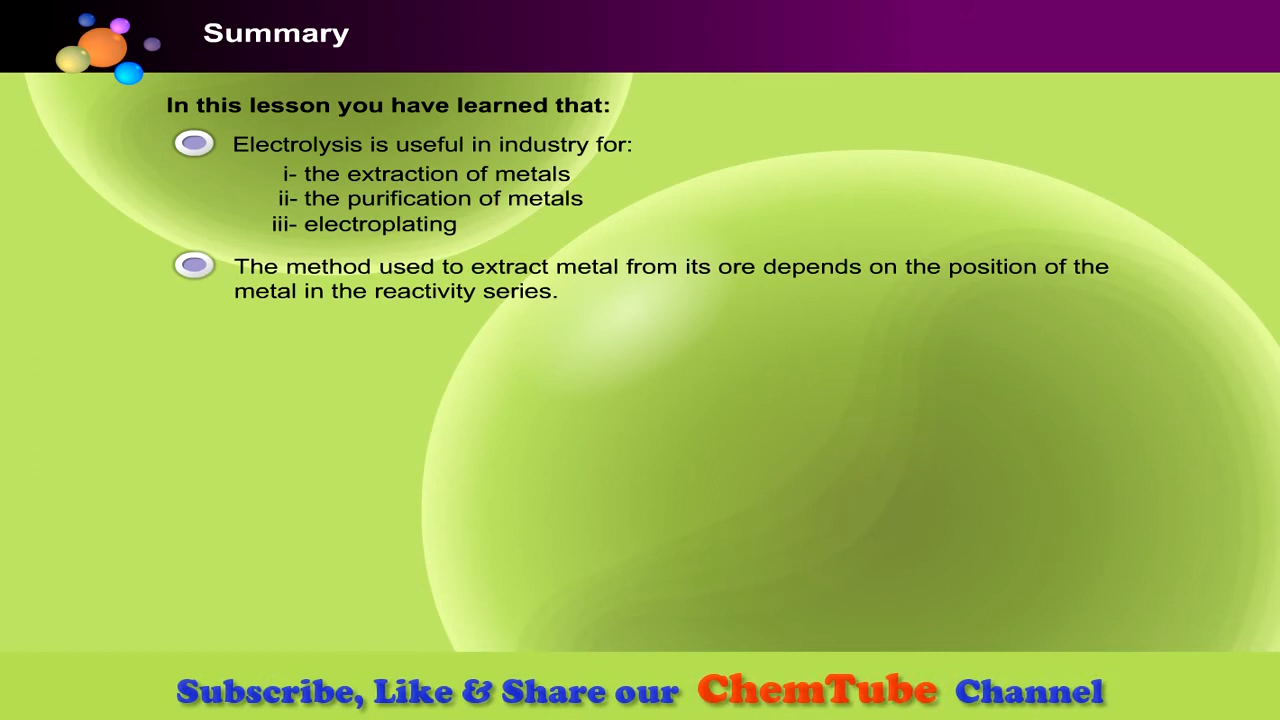 Summary
In this lesson you have learned that:
Electrolysis is useful in industry for:
i- the extraction of metals
ii- the purification of metals
iii- electroplating
The method used to extract metal from its ore depends on the position of the
metal in the reactivity series.
Subscribe, Like & Share our ChemTube Channel